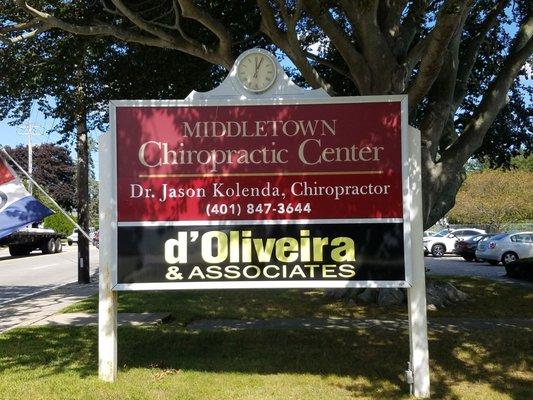 MIDDLETOWN
Chiropractic Center
Dr. Jason Kolenda, Chiropractor
(401) 847-3644
d'Oliveira
& ASSOCIATES